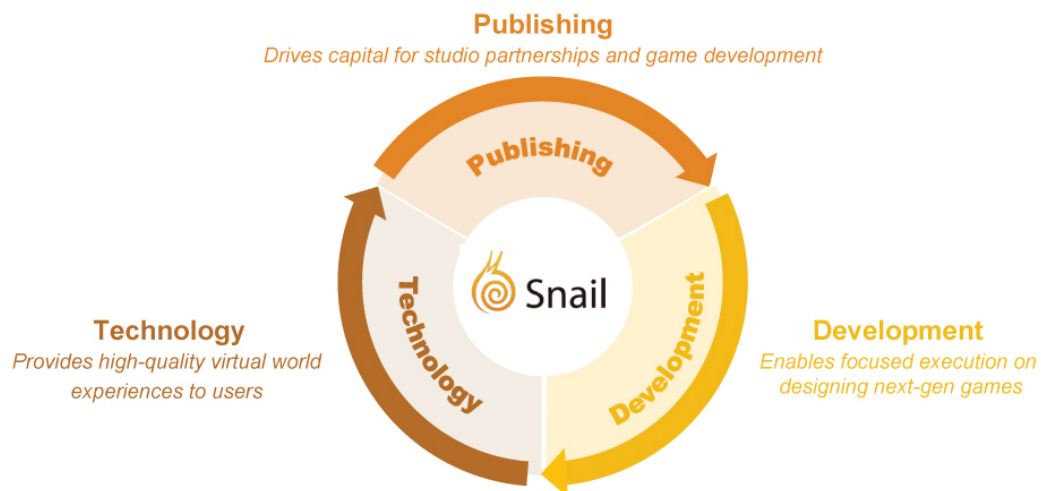 Publishing
Drives capital for studio partnerships and game development
Publishing
Snail
Technology
Development
Technology
Provides high-quality virtual world
experiences to users
Development
Enables focused execution on
designing next-gen games